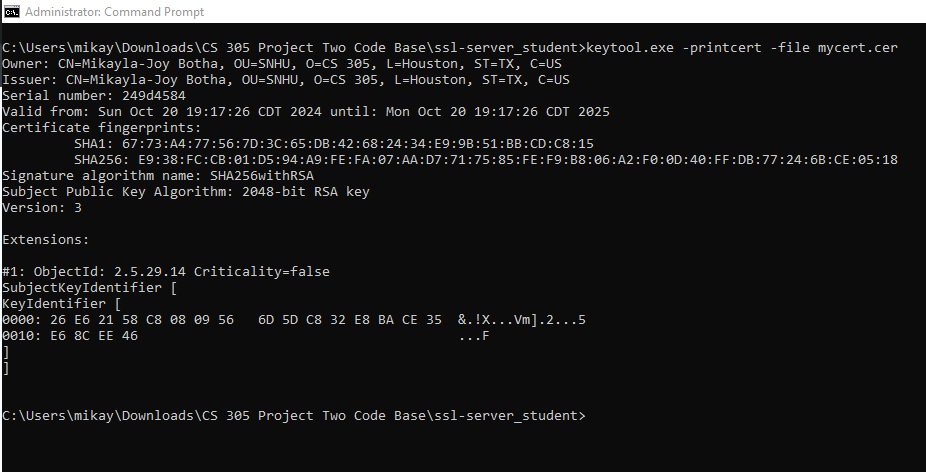 Administrator: Command Prompt
C:\Users\mikay\Downloads\CS 305 Project Two Code Base\ssl-server_student>keytool.exe -printcert -file mycert.cer
Owner: CN=Mikayla-Joy Botha, OU=SNHU, O=CS 305, L=Houston, ST=TX, C=US
Issuer: CN=Mikayla-Joy Botha, OU=SNHU, O=CS 305, L=Houston, ST=TX, C=US
Serial number: 249d4584
Valid from: Sun Oct 20 19:17:26 CDT 2024 until: Mon Oct 20 19:17:26 CDT 2025
Certificate fingerprints:
         SHA1: 67:73:A4:77:56:7D:3C:65:DB:42:68:24:34:E9:9B:51:BB:CD:C8:15
         SHA256: E9:38:FC:CB:01:D5:94:A9:FE:FA:07:AA:D7:71:75:85:FE:F9:B8:06:A2:F0:0D:40:FF:DB:77:24:6B:CE:05:18
Signature algorithm name: SHA256withRSA
Subject Public Key Algorithm: 2048-bit RSA key
Version: 3
Extensions:
#1: ObjectId: 2.5.29.14 Criticality=false
SubjectKeyIdentifier [
KeyIdentifier [
0000: 26 E6 21 58 C8 08 09 56   6D 5D C8 32 E8 BA CE 35  &.!X...Vm].2...5
0010: E6 8C EE 46                                        ...F
]
]
C:\Users\mikay\Downloads\CS 305 Project Two Code Base\ssl-server_student>